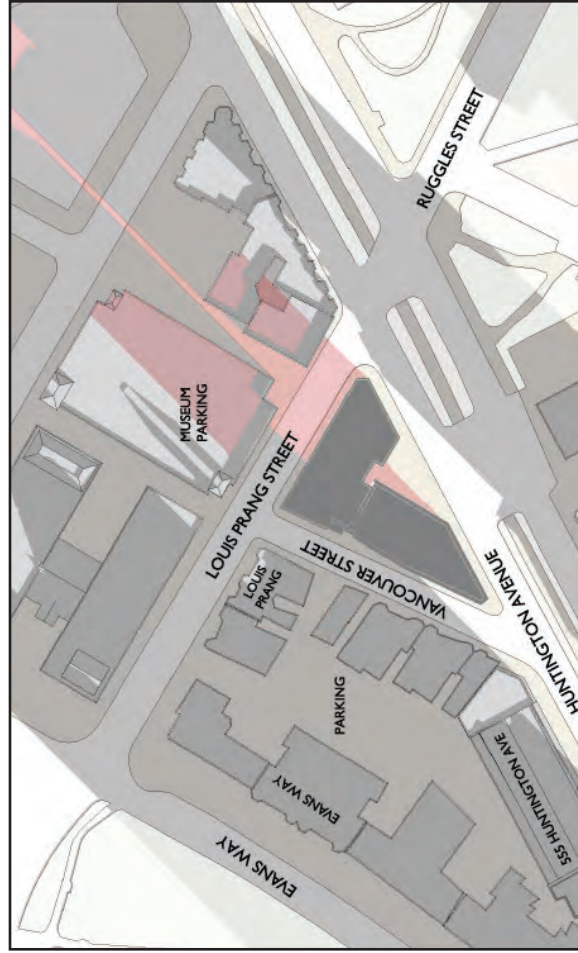 RUGGLES STREET
MUSEUM
PARKING
LOUIS PRANG STREET
LOUIS
PRANG
VANCOUVER STREET
HUNTINGTON AVENUE
PARKING
EVANS WAY
EVANS WAY
555 HUNTINGTON AVE